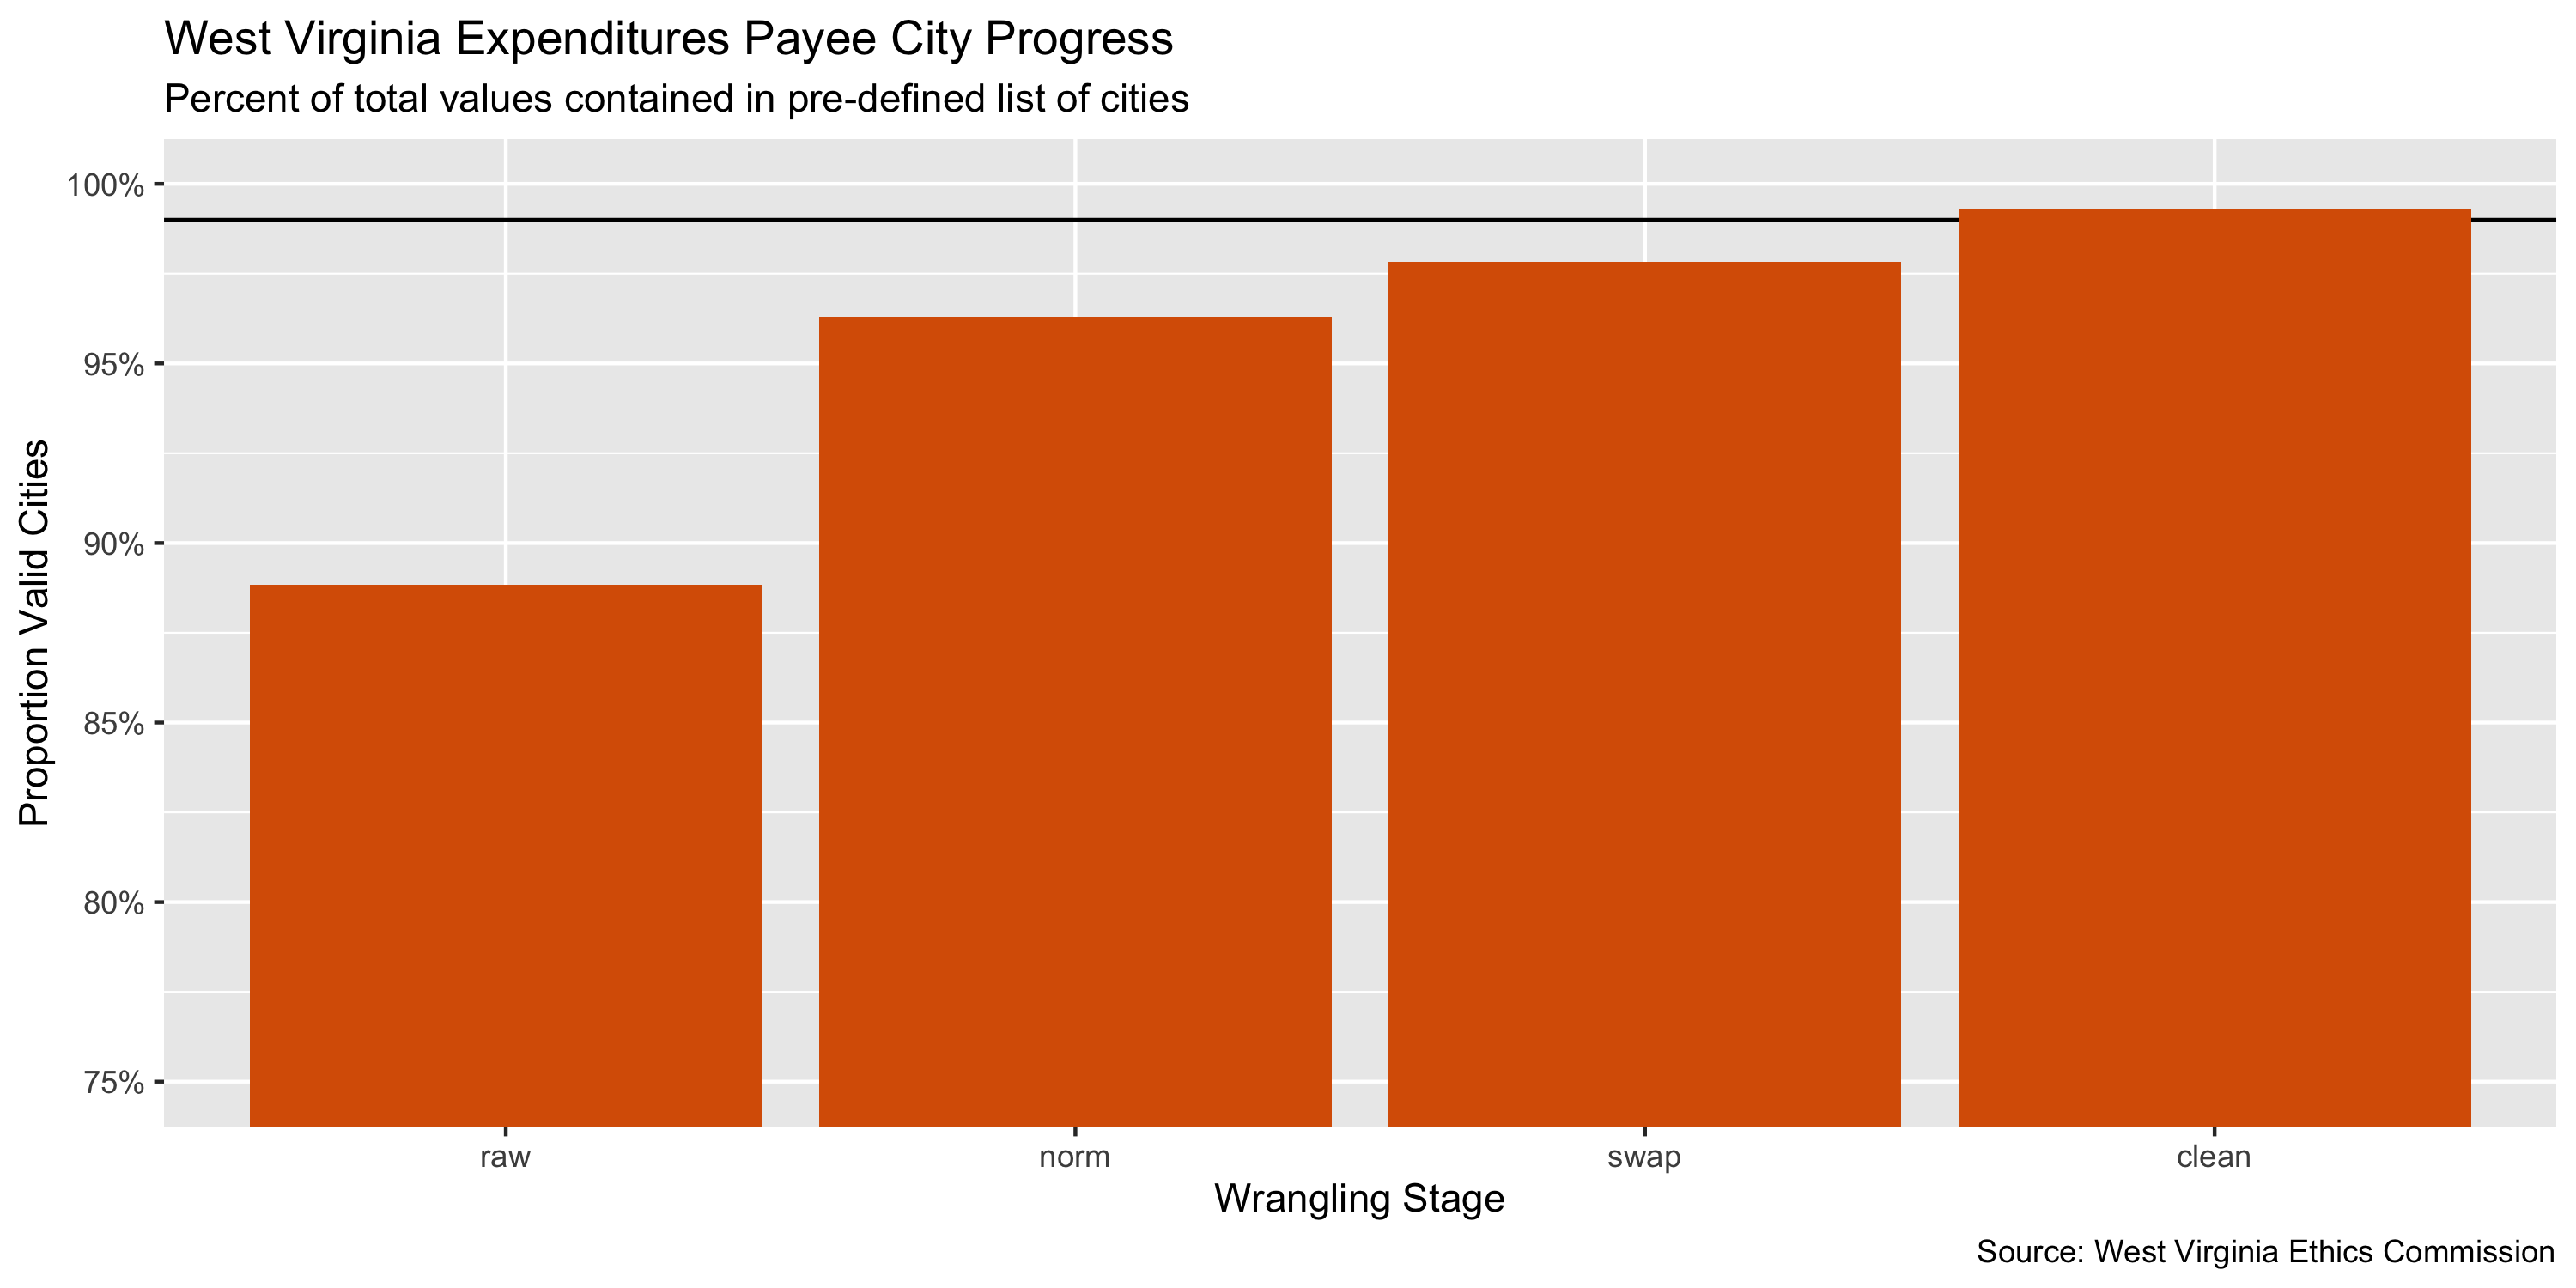 West Virginia Expenditures Payee City Progress
Percent of total values contained in pre-defined list of cities
Proportion Valid Cities
100%
95%
90%
85%
80%
75%
raw norm swap clean
Wrangling Stage
Source: West Virginia Ethics Commission